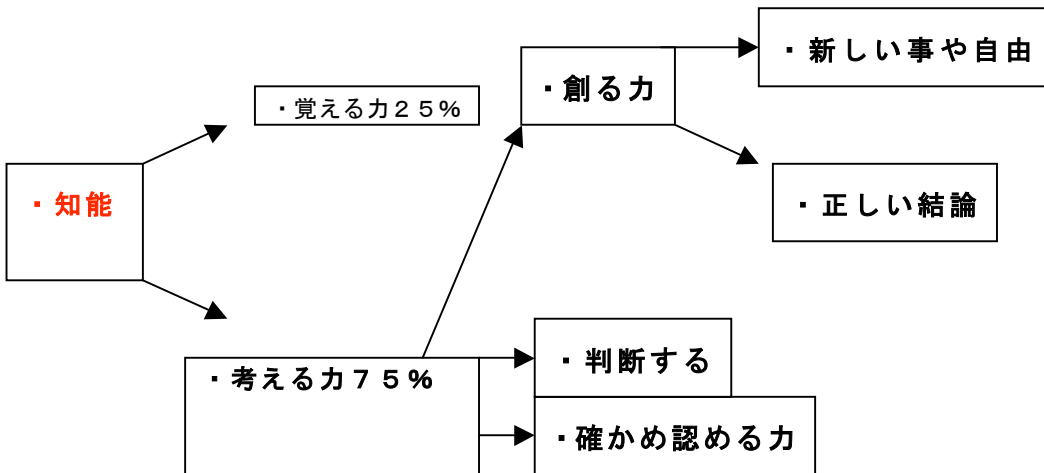 ・知能
・覚える力２５%
・考える力７５%
・創る力
・新しい事や自由
・正しい結論
・判断する
・確かめ認める力